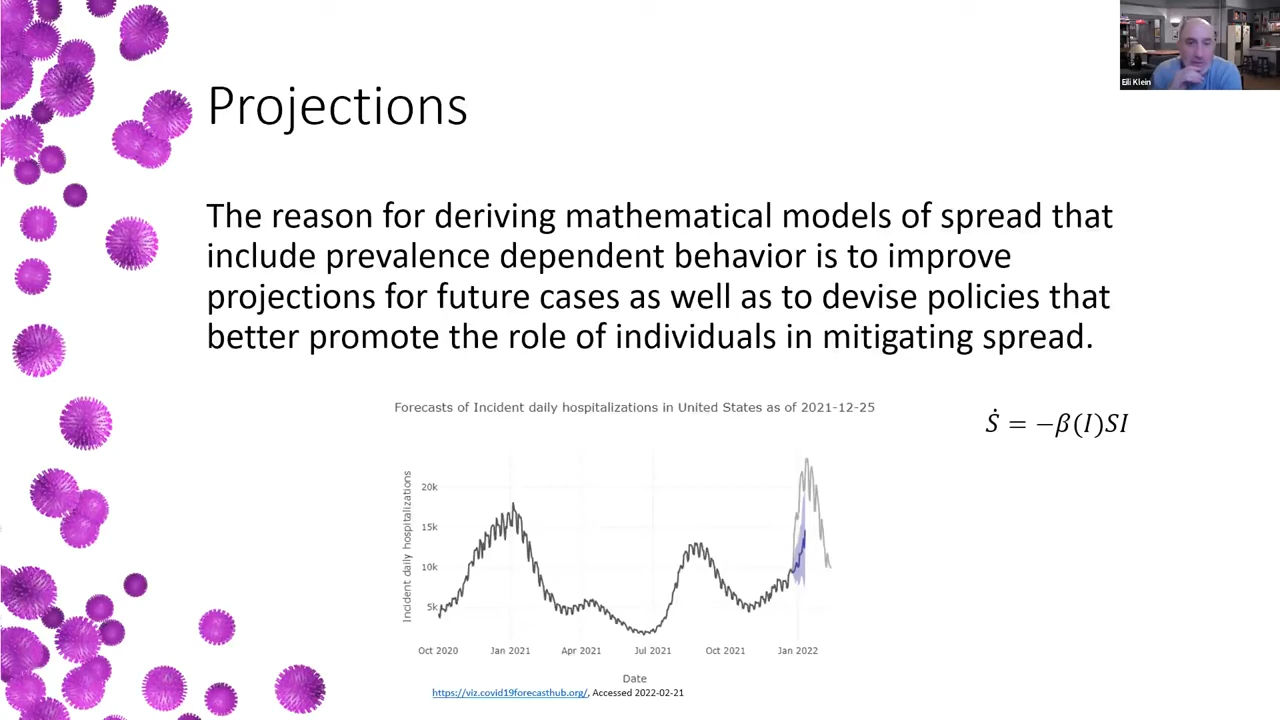 Eili Klein
Projections
The reason for deriving mathematical models of spread that
include prevalence dependent behavior is to improve
projections for future cases as well as to devise policies that
better promote the role of individuals in mitigating spread.
Forecasts of Incident daily hospitalizations in United States as of 2021-12-25
Ṡ = −β(I)SI
Incident daily hospitalizations
20k
15k
10k
5k
Oct 2020 Jan 2021 Apr 2021 Jul 2021 Oct 2021 Jan 2022
Date
https://viz.covid19forecasthub.org/, Accessed 2022-02-21